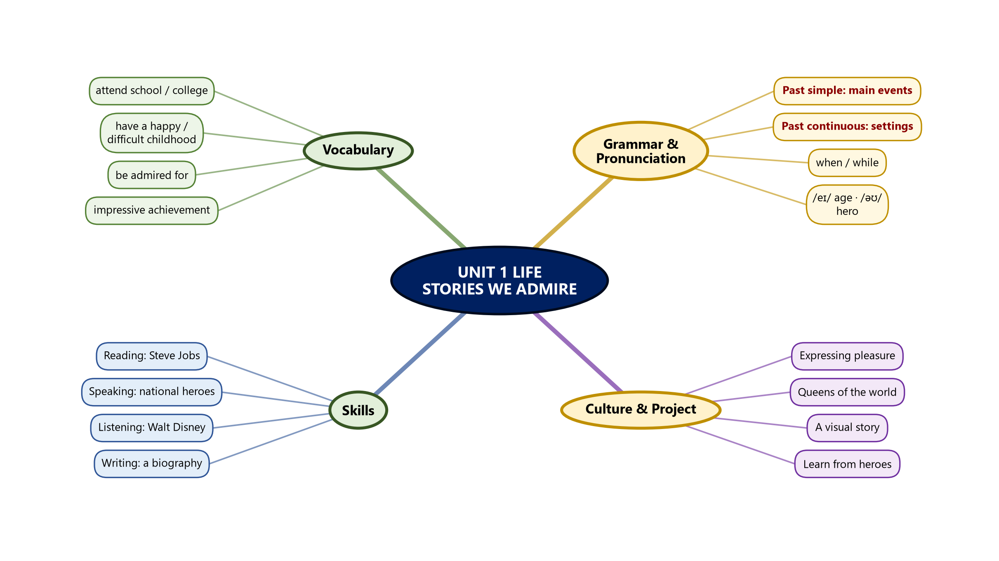 attend school / college
have a happy /
difficult childhood
be admired for
impressive achievement
Vocabulary
Grammar &
Pronunciation
Past simple: main events
Past continuous: settings
when / while
/eɪ/ age · /əʊ/
hero
UNIT 1 LIFE
STORIES WE ADMIRE
Reading: Steve Jobs
Speaking: national heroes
Listening: Walt Disney
Writing: a biography
Skills
Culture & Project
Expressing pleasure
Queens of the world
A visual story
Learn from heroes